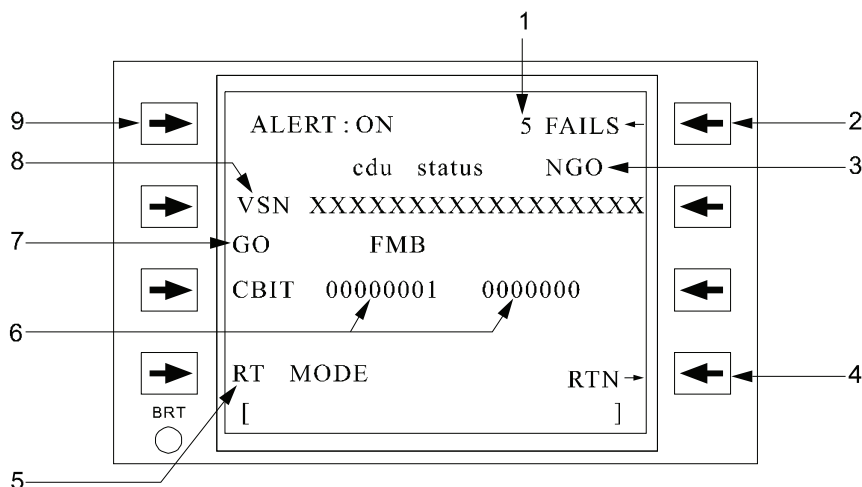 1
9
ALERT : ON 5 FAILS←
2
8
cdu status NGO
3
VSN XXXXXXXXXXXXXXXXX
7
GO FMB
CBIT 00000001 0000000
6
RT MODE RTN→
4
BRT
[ ]
5